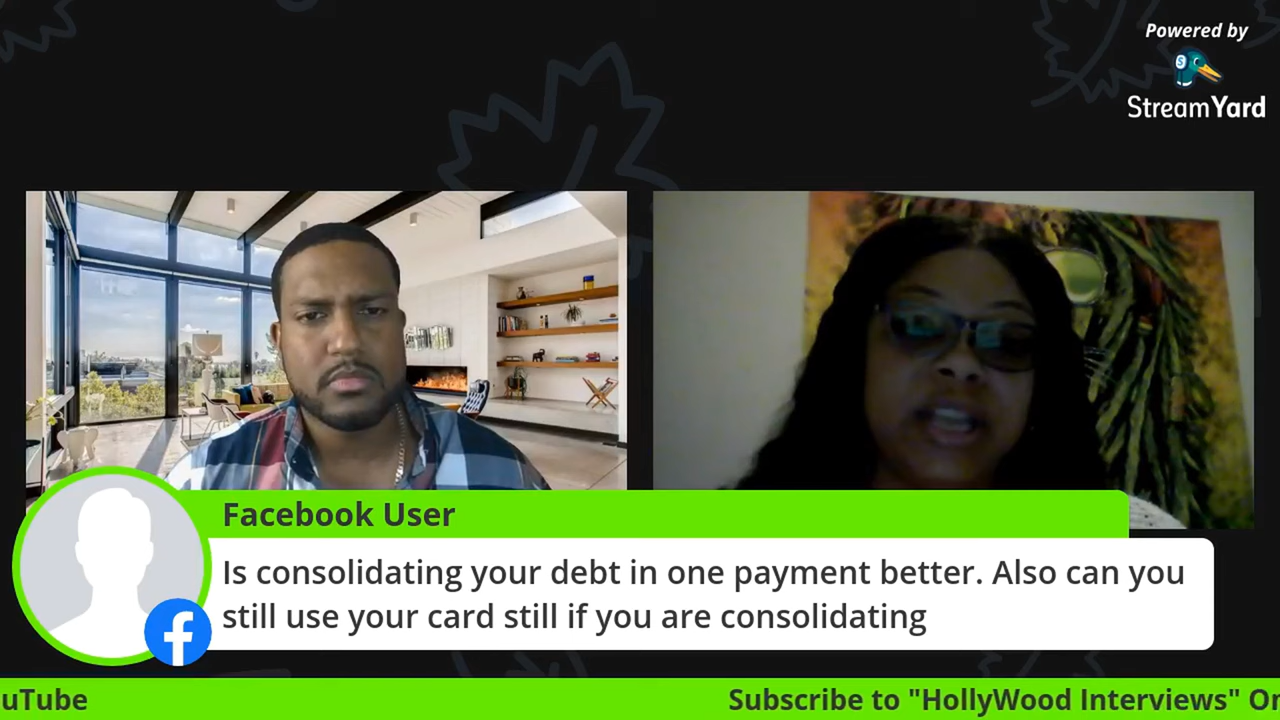 Powered by
StreamYard
Facebook User
Is consolidating your debt in one payment better. Also can you
still use your card still if you are consolidating
uTube
Subscribe to "HollyWood Interviews" Or